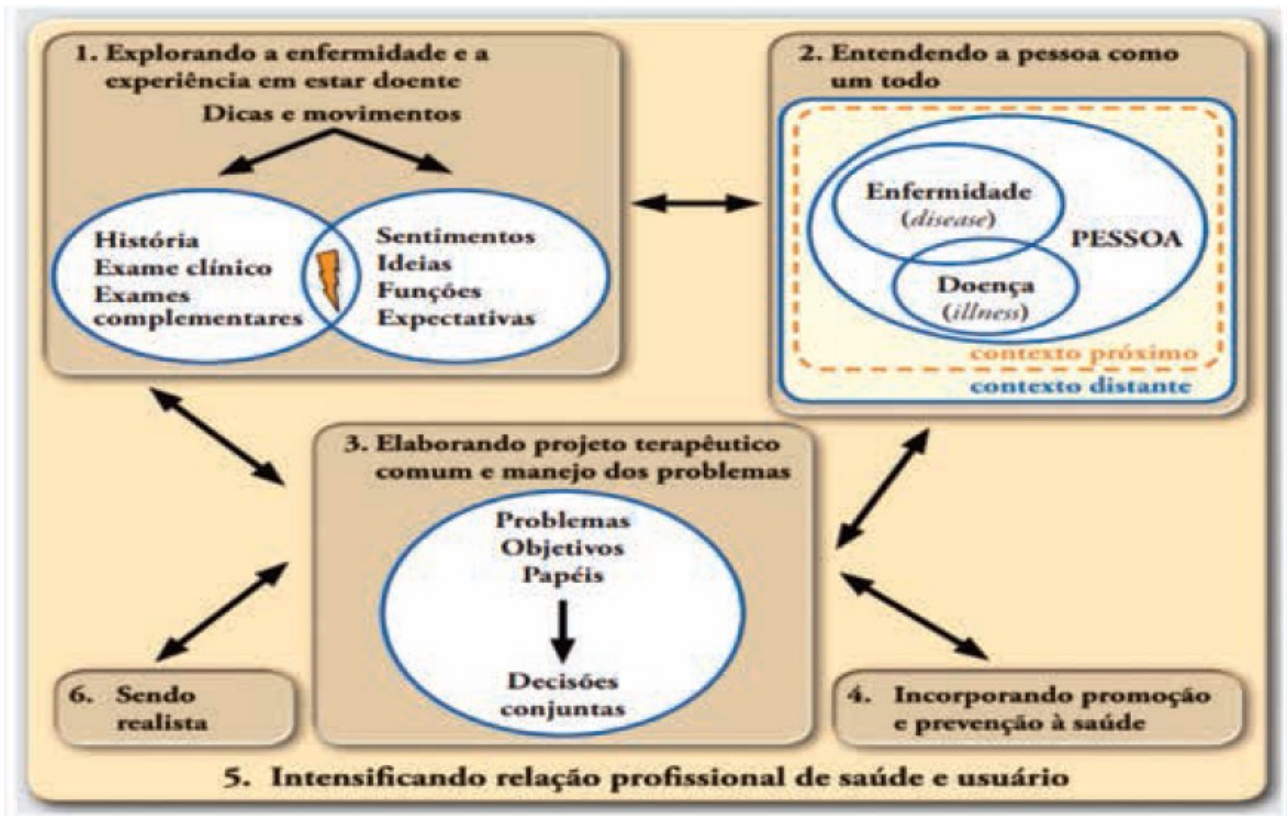 1. Explorando a enfermidade e a
experiência em estar doente
Dicas e movimentos
História
Exame clínico
Exames
complementares
Sentimentos
Ideias
Funções
Expectativas
2. Entendendo a pessoa como
um todo
Enfermidade
(disease)
PESSOA
Doença
(illness)
contexto próximo
contexto distante
3. Elaborando projeto terapêutico
comum e manejo dos problemas
Problemas
Objetivos
Papéis
Decisões
conjuntas
6. Sendo
realista
4. Incorporando promoção
e prevenção à saúde
5. Intensificando relação profissional de saúde e usuário